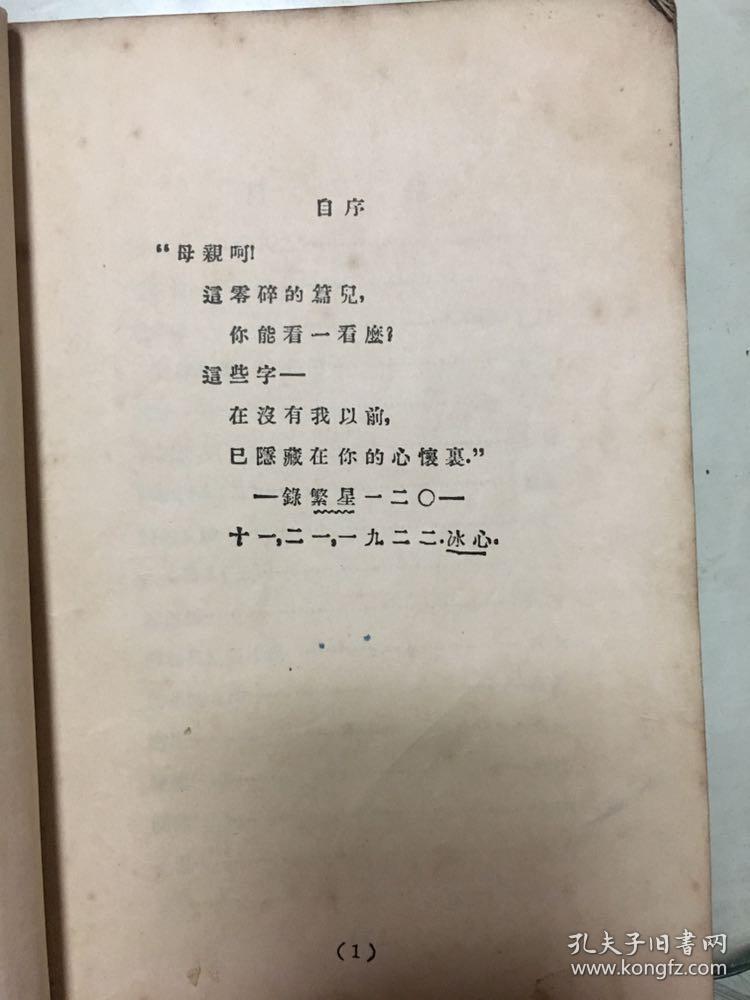 自序
“母親呵!
這零碎的篇兒,
你能看一看麼?
這些字—
在沒有我以前,
已隱藏在你的心懷裏.”
—錄繁星一二〇—
十一,二一,一九二二.冰心.
(1)
孔夫子旧書网
www.kongfz.com